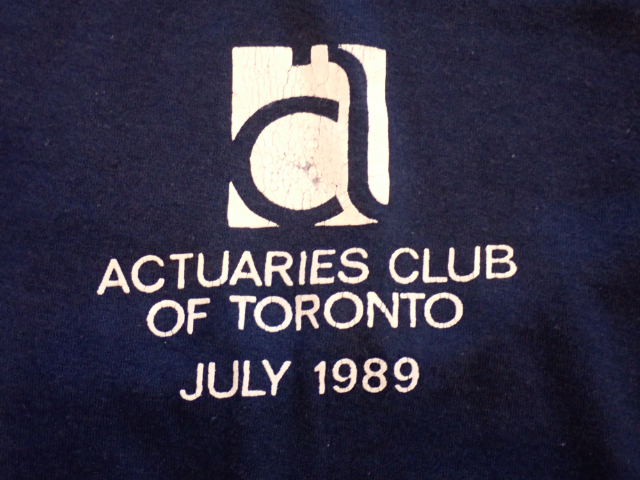 ACTUARIES CLUB
OF TORONTO
JULY 1989